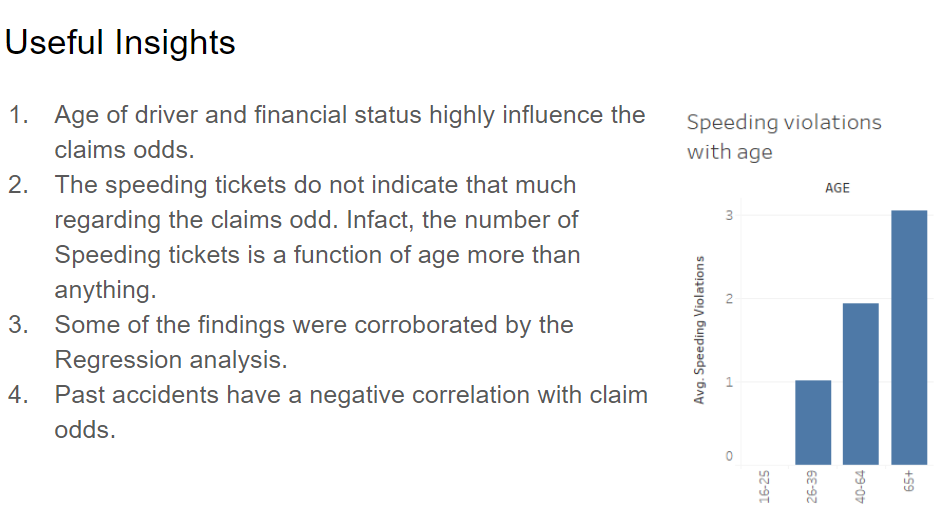 Useful Insights
1. Age of driver and financial status highly influence the
claims odds.
2. The speeding tickets do not indicate that much
regarding the claims odd. Infact, the number of
Speeding tickets is a function of age more than
anything.
3. Some of the findings were corroborated by the
Regression analysis.
4. Past accidents have a negative correlation with claim
odds.
Speeding violations
with age
AGE
Avg. Speeding Violations
3
2
1
0
16-25
26-39
40-64
65+